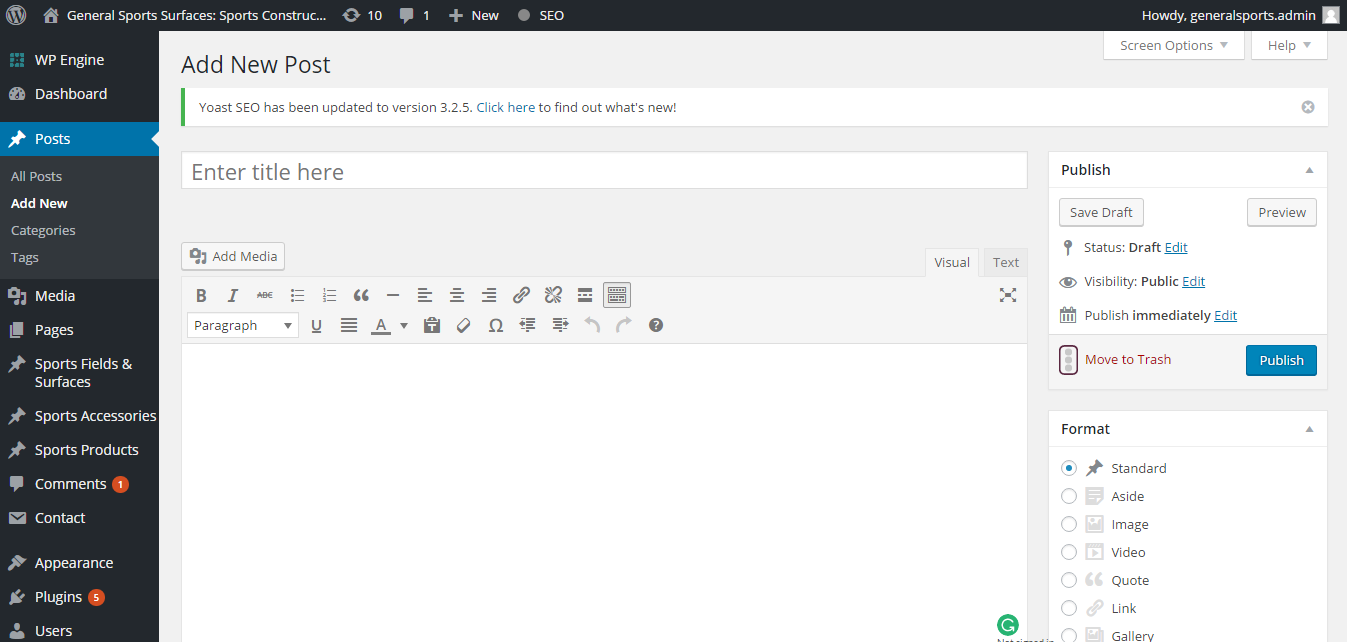 General Sports Surfaces: Sports Construc... 10 1 New SEO Howdy, generalsports.admin
Screen Options Help
WP Engine
Dashboard
Posts
All Posts
Add New
Categories
Tags
Media
Pages
Sports Fields &
Surfaces
Sports Accessories
Sports Products
Comments 1
Contact
Appearance
Plugins 5
Users
Add New Post
Yoast SEO has been updated to version 3.2.5. Click here to find out what's new!
Enter title here
Add Media
Visual Text
B I ABC
Paragraph U A Ω
Publish
Save Draft Preview
Status: Draft Edit
Visibility: Public Edit
Publish immediately Edit
Move to Trash Publish
Format
Standard
Aside
Image
Video
Quote
Link
Gallery